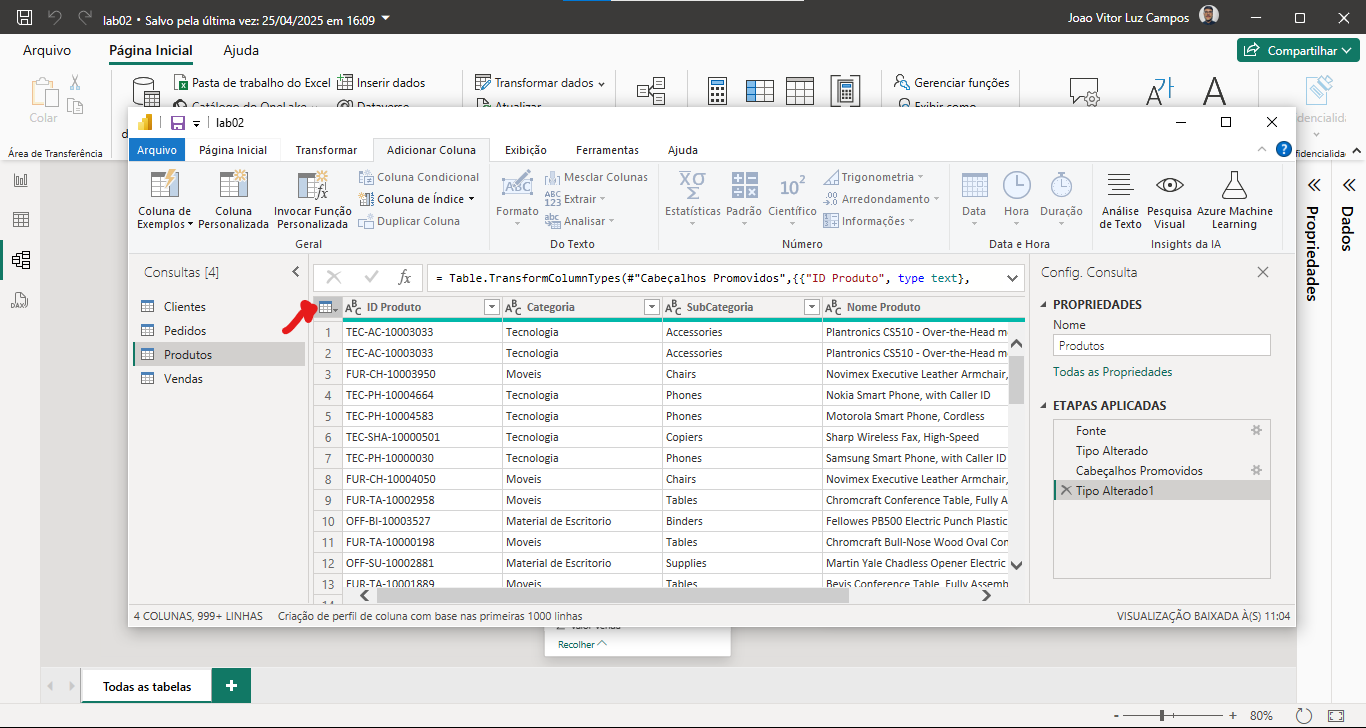 lab02 • Salvo pela última vez: 25/04/2025 em 16:09
Joao Vitor Luz Campos
Arquivo
Página Inicial
Ajuda
Compartilhar
Colar
Área de Transferência
Pasta de trabalho do Excel
Inserir dados
Catálogo do OneLake
Dataverse
Transformar dados
Atualizar
Gerenciar funções
Exibir como
lab02
Arquivo
Página Inicial
Transformar
Adicionar Coluna
Exibição
Ferramentas
Ajuda
Coluna de Exemplos
Coluna Personalizada
Invocar Função Personalizada
Coluna Condicional
Coluna de Índice
Duplicar Coluna
Geral
Formato
Mesclar Colunas
Extrair
Analisar
Do Texto
Estatísticas
Padrão
Científico
Trigonometria
Arredondamento
Informações
Número
Data
Hora
Duração
Data e Hora
Análise de Texto
Pesquisa Visual
Azure Machine Learning
Insights da IA
Propriedades
Dados
Consultas [4]
Clientes
Pedidos
Produtos
Vendas
= Table.TransformColumnTypes(#"Cabeçalhos Promovidos",{{"ID Produto", type text},
ID Produto Categoria SubCategoria Nome Produto
1 TEC-AC-10003033 Tecnologia Accessories Plantronics CS510 - Over-the-Head m
2 TEC-AC-10003033 Tecnologia Accessories Plantronics CS510 - Over-the-Head m
3 FUR-CH-10003950 Moveis Chairs Novimex Executive Leather Armchair,
4 TEC-PH-10004664 Tecnologia Phones Nokia Smart Phone, with Caller ID
5 TEC-PH-10004583 Tecnologia Phones Motorola Smart Phone, Cordless
6 TEC-SHA-10000501 Tecnologia Copiers Sharp Wireless Fax, High-Speed
7 TEC-PH-10000030 Tecnologia Phones Samsung Smart Phone, with Caller ID
8 FUR-CH-10004050 Moveis Chairs Novimex Executive Leather Armchair,
9 FUR-TA-10002958 Moveis Tables Chromcraft Conference Table, Fully A
10 OFF-BI-10003527 Material de Escritorio Binders Fellowes PB500 Electric Punch Plastic
11 FUR-TA-10000198 Moveis Tables Chromcraft Bull-Nose Wood Oval Con
12 OFF-SU-10002881 Material de Escritorio Supplies Martin Yale Chadless Opener Electric
13 FUR-TA-10001889 Moveis Tables Bevis Conference Table, Fully Assemb
Config. Consulta
PROPRIEDADES
Nome
Produtos
Todas as Propriedades
ETAPAS APLICADAS
Fonte
Tipo Alterado
Cabeçalhos Promovidos
Tipo Alterado1
4 COLUNAS, 999+ LINHAS
Criação de perfil de coluna com base nas primeiras 1000 linhas
VISUALIZAÇÃO BAIXADA À(S) 11:04
Recolher
Todas as tabelas
80%